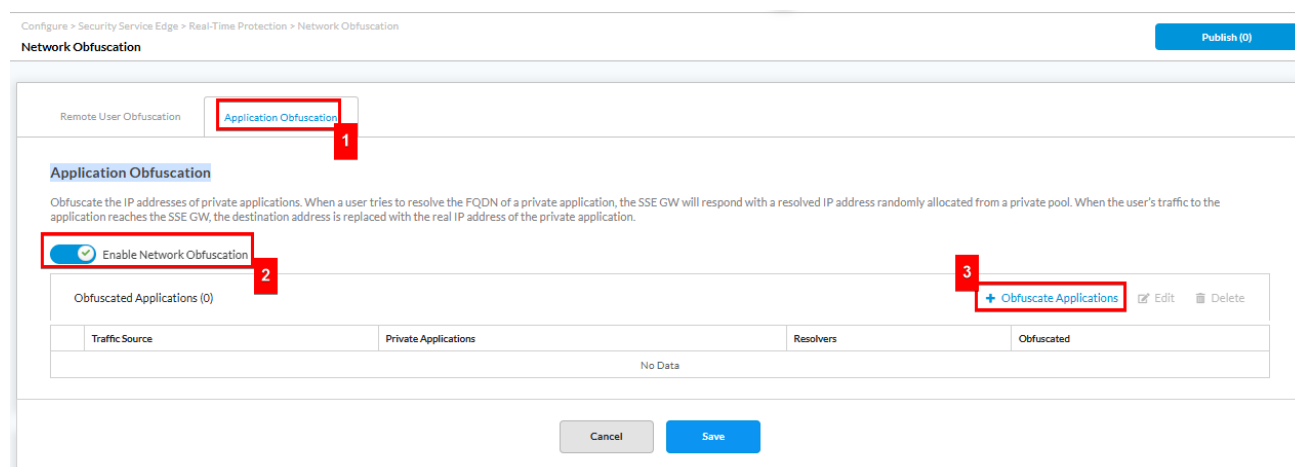 Configure > Security Service Edge > Real-Time Protection > Network Obfuscation
Network Obfuscation
Publish (0)
Remote User Obfuscation
Application Obfuscation
1
Application Obfuscation
Obfuscate the IP addresses of private applications. When a user tries to resolve the FQDN of a private application, the SSE GW will respond with a resolved IP address randomly allocated from a private pool. When the user's traffic to the
application reaches the SSE GW, the destination address is replaced with the real IP address of the private application.
Enable Network Obfuscation
2
3
Obfuscated Applications (0)
+ Obfuscate Applications
Edit
Delete
Traffic Source
Private Applications
Resolvers
Obfuscated
No Data
Cancel
Save